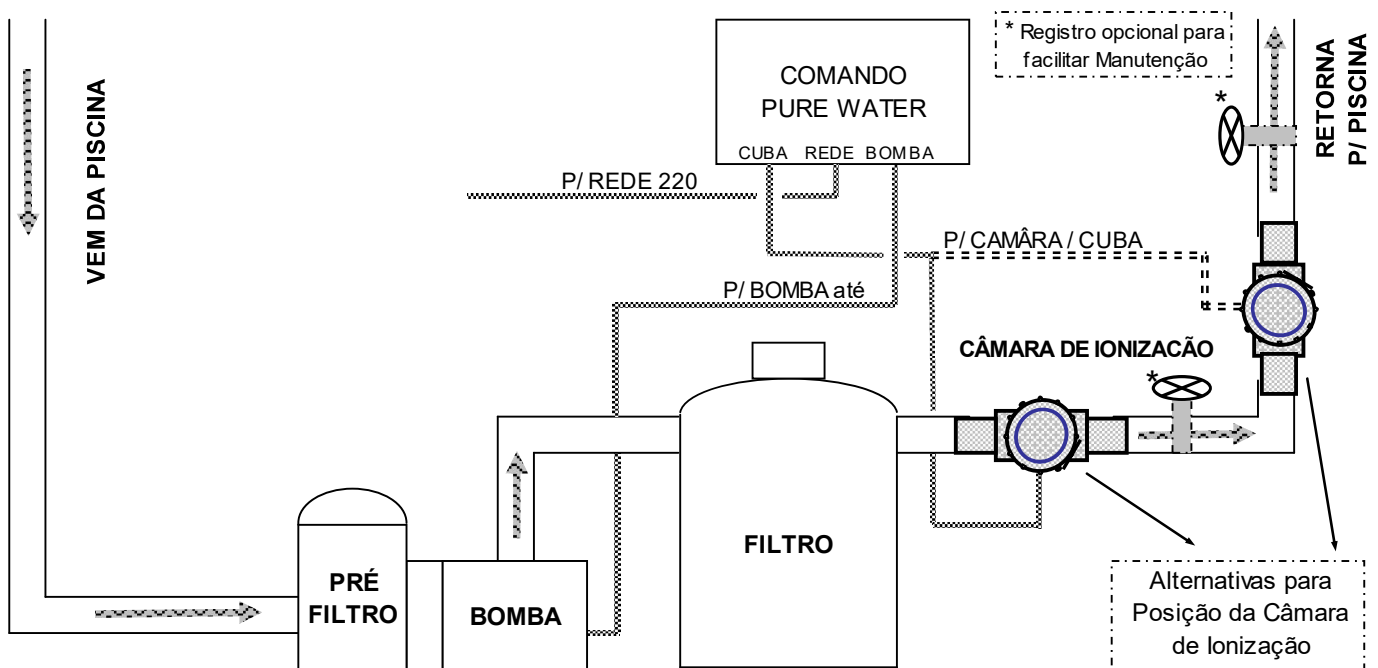 VEM DA PISCINA
COMANDO
PURE WATER
CUBA REDE BOMBA
* Registro opcional para
facilitar Manutenção
*
RETORNA
P/ PISCINA
P/ REDE 220
P/ CAMÂRA / CUBA
P/ BOMBA até
CÂMARA DE IONIZACÃO
*
FILTRO
PRÉ
FILTRO
BOMBA
Alternativas para
Posição da Câmara
de Ionização